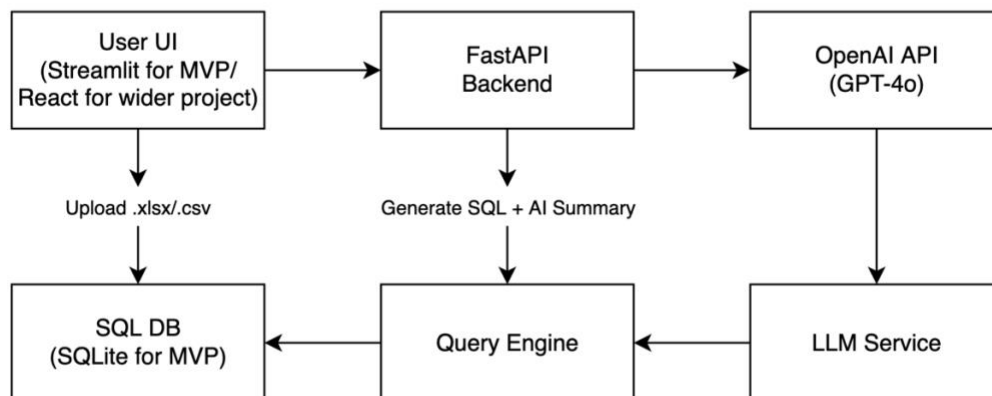 User UI
(Streamlit for MVP/
React for wider project)
FastAPI
Backend
OpenAI API
(GPT-4o)
Upload .xlsx/.csv
Generate SQL + AI Summary
SQL DB
(SQLite for MVP)
Query Engine
LLM Service